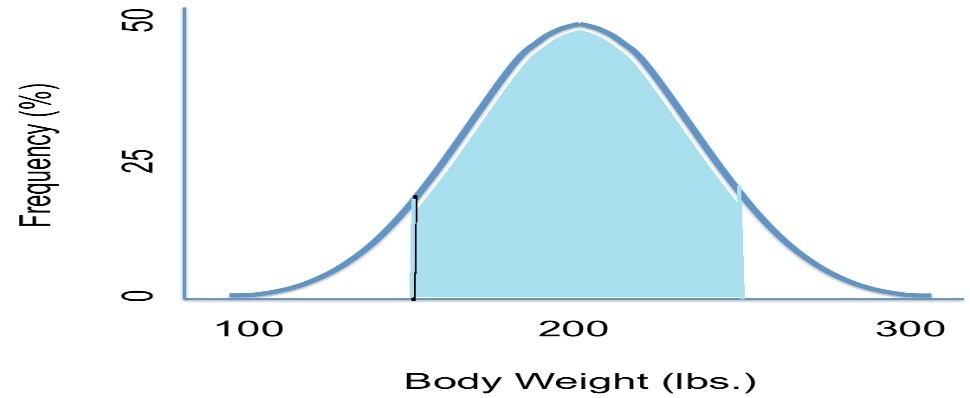 50
25
0
Frequency (%)
100 200 300
Body Weight (lbs.)